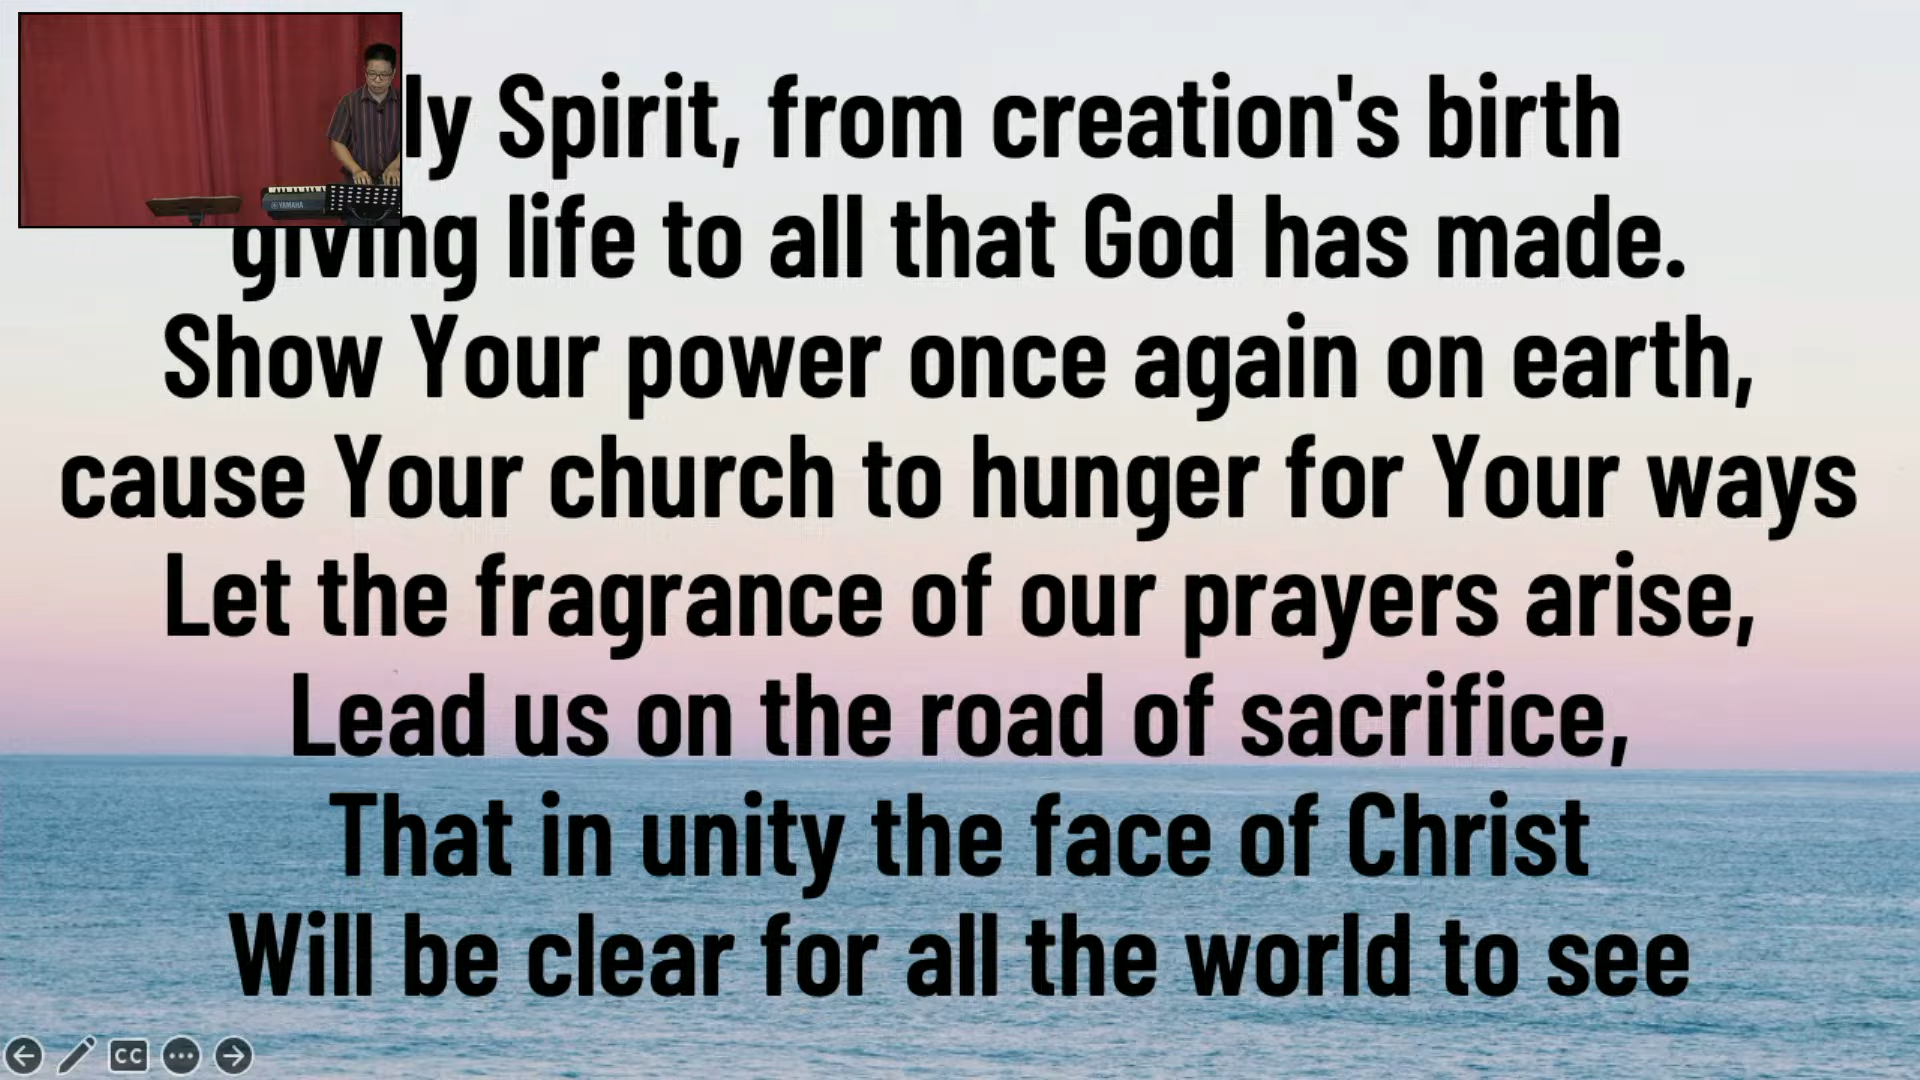 ly Spirit, from creation's birth
giving life to all that God has made.
Show Your power once again on earth,
cause Your church to hunger for Your ways
Let the fragrance of our prayers arise,
Lead us on the road of sacrifice,
That in unity the face of Christ
Will be clear for all the world to see
YAMAHA
CC